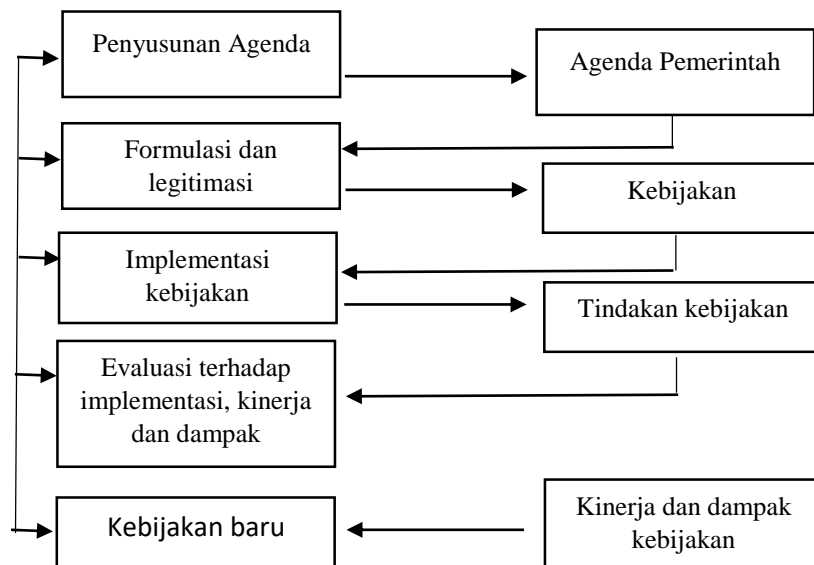 Penyusunan Agenda
Agenda Pemerintah
Formulasi dan
legitimasi
Kebijakan
Implementasi
kebijakan
Tindakan kebijakan
Evaluasi terhadap
implementasi, kinerja
dan dampak
Kinerja dan dampak
kebijakan
Kebijakan baru